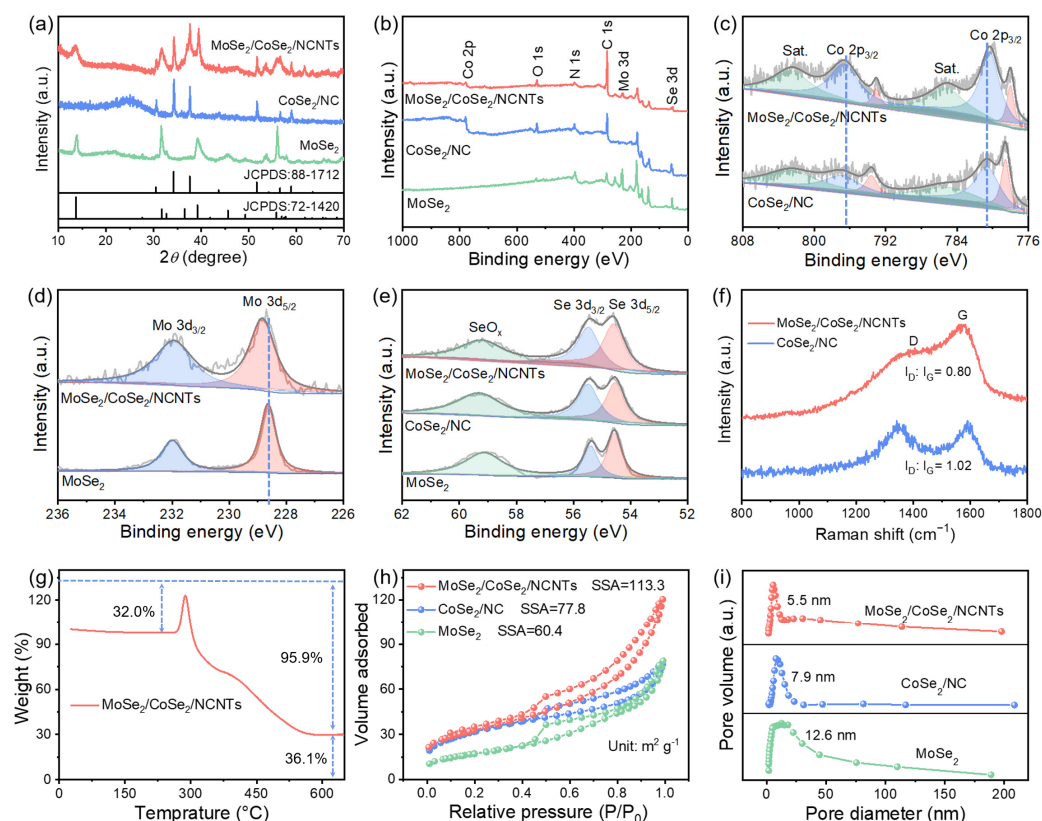 (a)
MoSe2/CoSe2/NCNTs
CoSe2/NC
MoSe2
JCPDS:88-1712
JCPDS:72-1420
Intensity (a.u.)
10 20 30 40 50 60 70
2θ (degree)
(b)
Co 2p
O 1s
N 1s
C 1s
Mo 3d
Se 3d
MoSe2/CoSe2/NCNTs
CoSe2/NC
MoSe2
Intensity (a.u.)
1000 800 600 400 200 0
Binding energy (eV)
(c)
Sat.
Co 2p3/2
Sat.
Co 2p3/2
MoSe2/CoSe2/NCNTs
CoSe2/NC
Intensity (a.u.)
808 800 792 784 776
Binding energy (eV)
(d)
Mo 3d3/2
Mo 3d5/2
MoSe2/CoSe2/NCNTs
MoSe2
Intensity (a.u.)
236 234 232 230 228 226
Binding energy (eV)
(e)
SeOx
Se 3d3/2
Se 3d5/2
MoSe2/CoSe2/NCNTs
CoSe2/NC
MoSe2
Intensity (a.u.)
62 60 58 56 54 52
Binding energy (eV)
(f)
MoSe2/CoSe2/NCNTs
CoSe2/NC
D
G
ID: IG= 0.80
ID: IG= 1.02
Intensity (a.u.)
800 1000 1200 1400 1600 1800
Raman shift (cm−1)
(g)
32.0%
95.9%
36.1%
MoSe2/CoSe2/NCNTs
Weight (%)
120
90
60
30
0
0 150 300 450 600
Temprature (°C)
(h)
MoSe2/CoSe2/NCNTs SSA=113.3
CoSe2/NC SSA=77.8
MoSe2 SSA=60.4
Unit: m2 g-1
Volume adsorbed
120
90
60
30
0
0.0 0.2 0.4 0.6 0.8 1.0
Relative pressure (P/P0)
(i)
5.5 nm
MoSe2/CoSe2/NCNTs
7.9 nm
CoSe2/NC
12.6 nm
MoSe2
Pore volume (a.u.)
0 50 100 150 200
Pore diameter (nm)